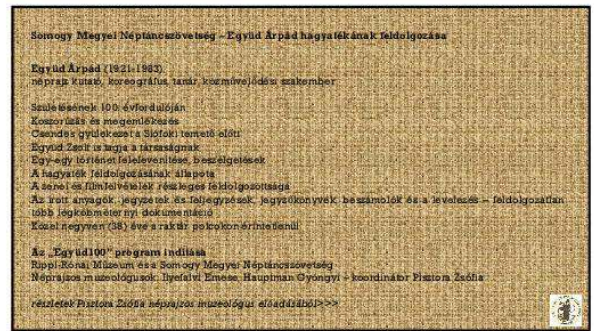 Somogy Megyei Néptáncszövetség – Együd Árpád hagyatékának feldolgozása
Együd Árpád (1921-1983)
néprajz kutató, koreográfus, tanár, közművelődési szakember
Születésének 100. évfordulóján
Koszorúzás és megemlékezés
Csendes gyülekezet a Siófoki temető előtt
Együd Zsolt is tagja a társaságnak
Egy-egy történet felelevenítése, beszélgetések
A hagyaték feldolgozásának állapota
A zenei és filmfelvételek részleges feldolgozottsága
Az írott anyagok, jegyzetek és feljegyzések, jegyzőkönyvek, beszámolók és a levelezés – feldolgozatlan
több légköbméternyi dokumentáció
Közel negyven (38) éve a raktár polcokon érintetlenül
Az „Együd100” program indítása
Rippl-Rónai Múzeum és a Somogy Megyei Néptáncszövetség
Néprajzos muzeológusok: Ilyefalvi Emese, Hauptman Gyöngyi – koordinátor Pisztora Zsófia
részletek Pisztora Zsófia néprajzos muzeológus előadásából>>>